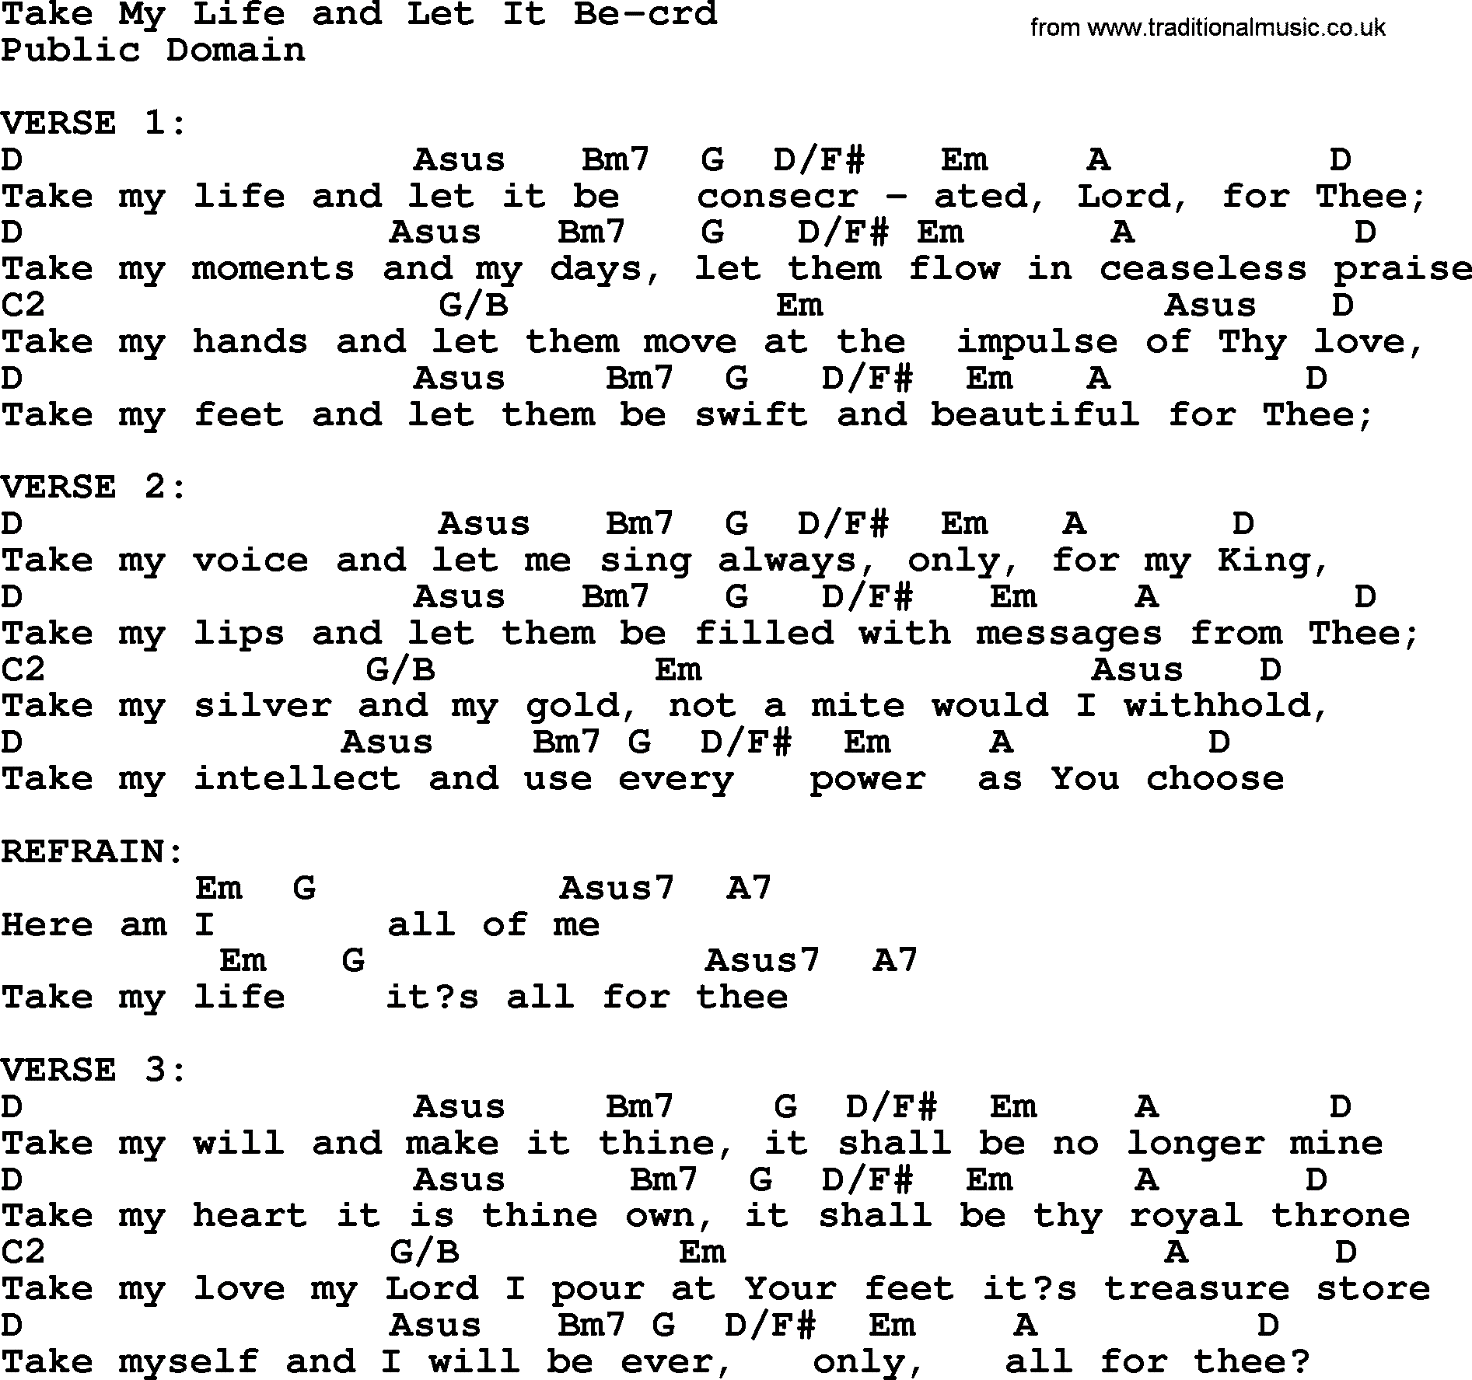 Take My Life and Let It Be-crd
from www.traditionalmusic.co.uk
Public Domain
VERSE 1:
D Asus Bm7 G D/F# Em A D
Take my life and let it be consecr - ated, Lord, for Thee;
D Asus Bm7 G D/F# Em A D
Take my moments and my days, let them flow in ceaseless praise
C2 G/B Em Asus D
Take my hands and let them move at the impulse of Thy love,
D Asus Bm7 G D/F# Em A D
Take my feet and let them be swift and beautiful for Thee;
VERSE 2:
D Asus Bm7 G D/F# Em A D
Take my voice and let me sing always, only, for my King,
D Asus Bm7 G D/F# Em A D
Take my lips and let them be filled with messages from Thee;
C2 G/B Em Asus D
Take my silver and my gold, not a mite would I withhold,
D Asus Bm7 G D/F# Em A D
Take my intellect and use every power as You choose
REFRAIN:
Em G Asus7 A7
Here am I all of me
Em G Asus7 A7
Take my life it?s all for thee
VERSE 3:
D Asus Bm7 G D/F# Em A D
Take my will and make it thine, it shall be no longer mine
D Asus Bm7 G D/F# Em A D
Take my heart it is thine own, it shall be thy royal throne
C2 G/B Em A D
Take my love my Lord I pour at Your feet it?s treasure store
D Asus Bm7 G D/F# Em A D
Take myself and I will be ever, only, all for thee?